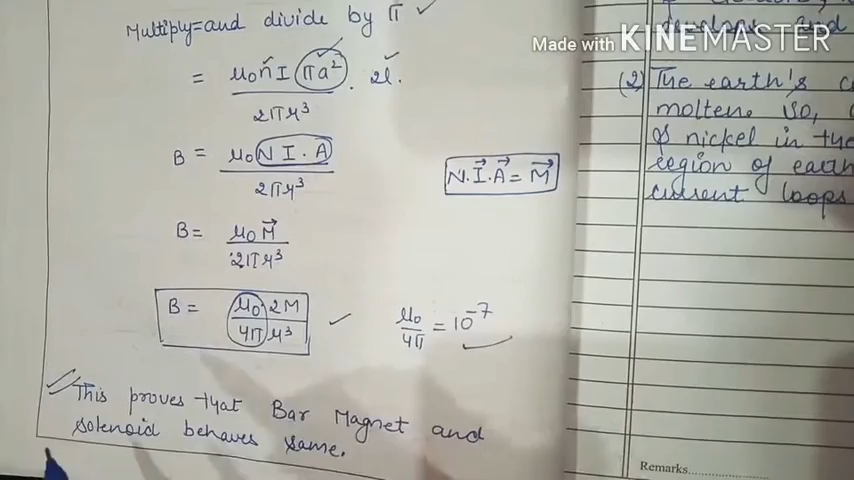 Multiply=and divide by π ✓
= μ₀nI(πa²) . 2l.
2πr³
B = μ₀ N I . A
2πr³
N.I⃗.A⃗ = M⃗
B = μ₀M⃗
2πr³
B = μ₀ 2M
4π r³
μ₀ = 10⁻⁷
4π
This proves that Bar Magnet and
solenoid behaves same.
Made with KINEMASTER
and
(2) The earth's
molten. So,
of nickel in the
region of earth
current loops
Remarks